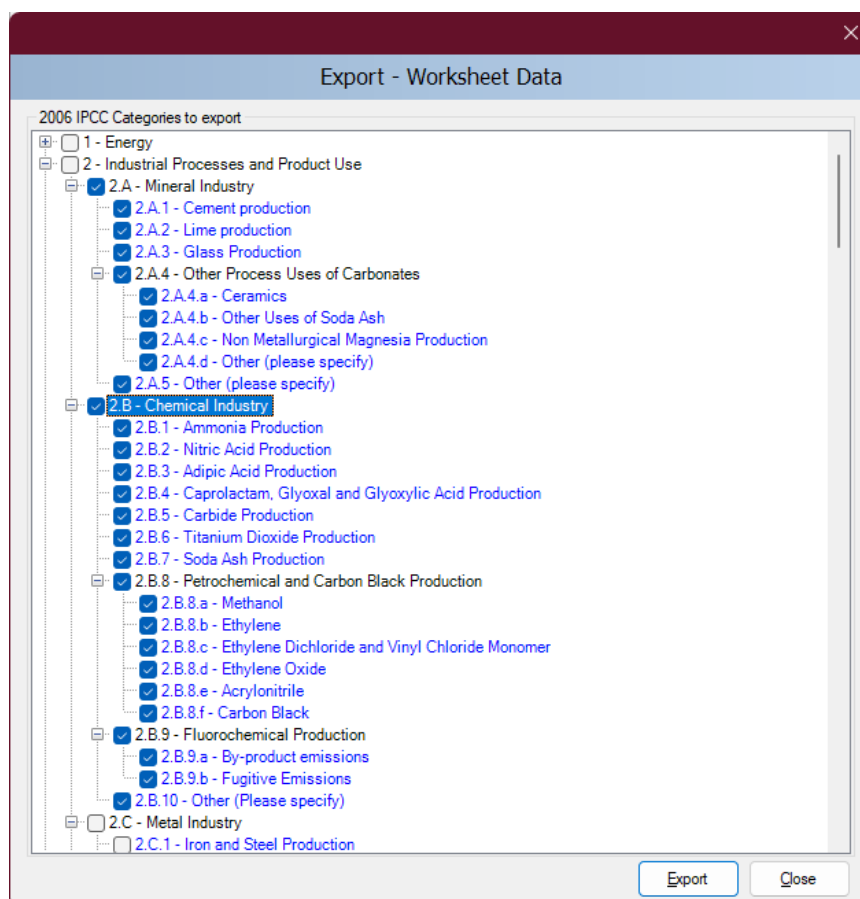 Export - Worksheet Data
2006 IPCC Categories to export
1 - Energy
2 - Industrial Processes and Product Use
2.A - Mineral Industry
2.A.1 - Cement production
2.A.2 - Lime production
2.A.3 - Glass Production
2.A.4 - Other Process Uses of Carbonates
2.A.4.a - Ceramics
2.A.4.b - Other Uses of Soda Ash
2.A.4.c - Non Metallurgical Magnesia Production
2.A.4.d - Other (please specify)
2.A.5 - Other (please specify)
2.B - Chemical Industry
2.B.1 - Ammonia Production
2.B.2 - Nitric Acid Production
2.B.3 - Adipic Acid Production
2.B.4 - Caprolactam, Glyoxal and Glyoxylic Acid Production
2.B.5 - Carbide Production
2.B.6 - Titanium Dioxide Production
2.B.7 - Soda Ash Production
2.B.8 - Petrochemical and Carbon Black Production
2.B.8.a - Methanol
2.B.8.b - Ethylene
2.B.8.c - Ethylene Dichloride and Vinyl Chloride Monomer
2.B.8.d - Ethylene Oxide
2.B.8.e - Acrylonitrile
2.B.8.f - Carbon Black
2.B.9 - Fluorochemical Production
2.B.9.a - By-product emissions
2.B.9.b - Fugitive Emissions
2.B.10 - Other (Please specify)
2.C - Metal Industry
2.C.1 - Iron and Steel Production
Export Close